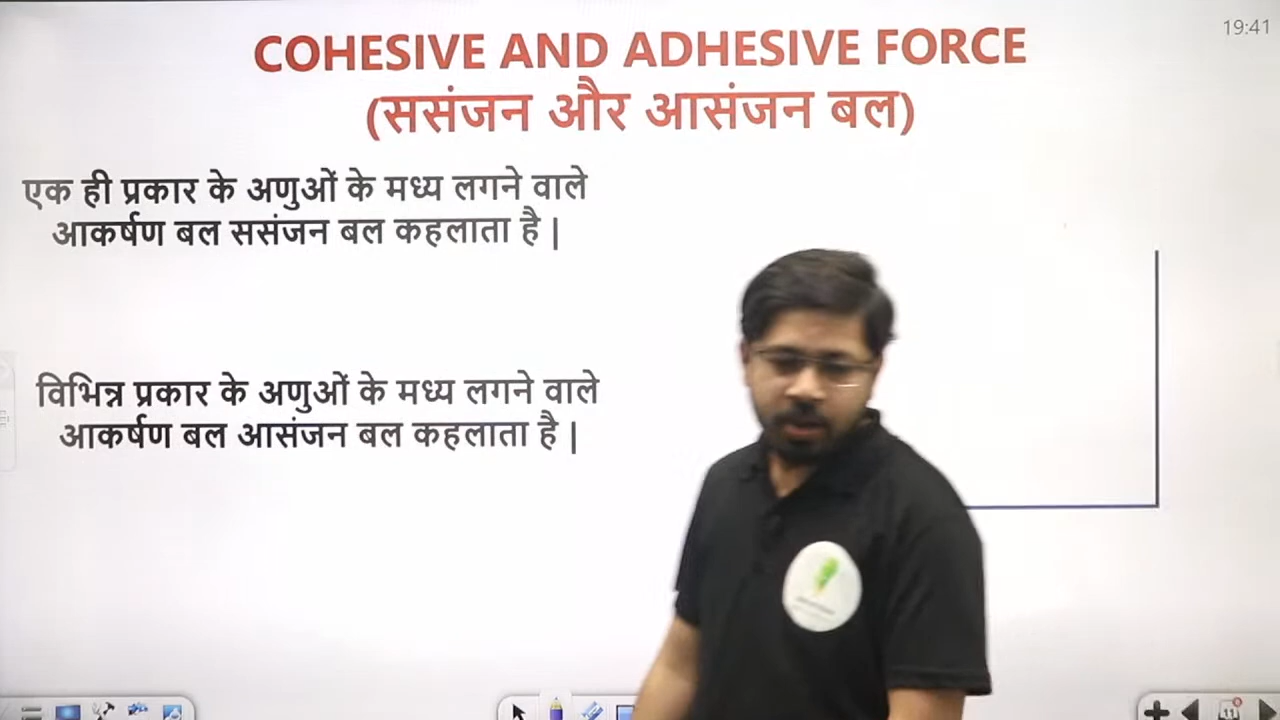 19:41
COHESIVE AND ADHESIVE FORCE
(ससंजन और आसंजन बल)
एक ही प्रकार के अणुओं के मध्य लगने वाले
आकर्षण बल ससंजन बल कहलाता है |
विभिन्न प्रकार के अणुओं के मध्य लगने वाले
आकर्षण बल आसंजन बल कहलाता है |
11